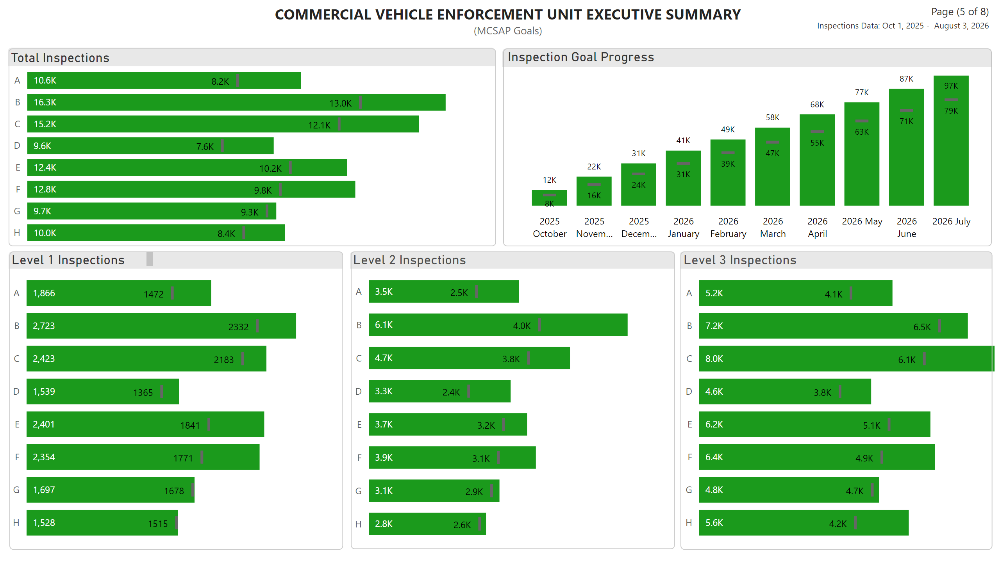 COMMERCIAL VEHICLE ENFORCEMENT UNIT EXECUTIVE SUMMARY
(MCSAP Goals)
Page (5 of 8)
Inspections Data: Oct 1, 2025 - August 3, 2026
Total Inspections
A 10.6K 8.2K
B 16.3K 13.0K
C 15.2K 12.1K
D 9.6K 7.6K
E 12.4K 10.2K
F 12.8K 9.8K
G 9.7K 9.3K
H 10.0K 8.4K
Inspection Goal Progress
12K 22K 31K 41K 49K 58K 68K 77K 87K 97K
8K 16K 24K 31K 39K 47K 55K 63K 71K 79K
2025 2025 2025 2026 2026 2026 2026 2026 May 2026 2026 July
October Novem... Decem... January February March April June
Level 1 Inspections
A 1,866 1472
B 2,723 2332
C 2,423 2183
D 1,539 1365
E 2,401 1841
F 2,354 1771
G 1,697 1678
H 1,528 1515
Level 2 Inspections
A 3.5K 2.5K
B 6.1K 4.0K
C 4.7K 3.8K
D 3.3K 2.4K
E 3.7K 3.2K
F 3.9K 3.1K
G 3.1K 2.9K
H 2.8K 2.6K
Level 3 Inspections
A 5.2K 4.1K
B 7.2K 6.5K
C 8.0K 6.1K
D 4.6K 3.8K
E 6.2K 5.1K
F 6.4K 4.9K
G 4.8K 4.7K
H 5.6K 4.2K